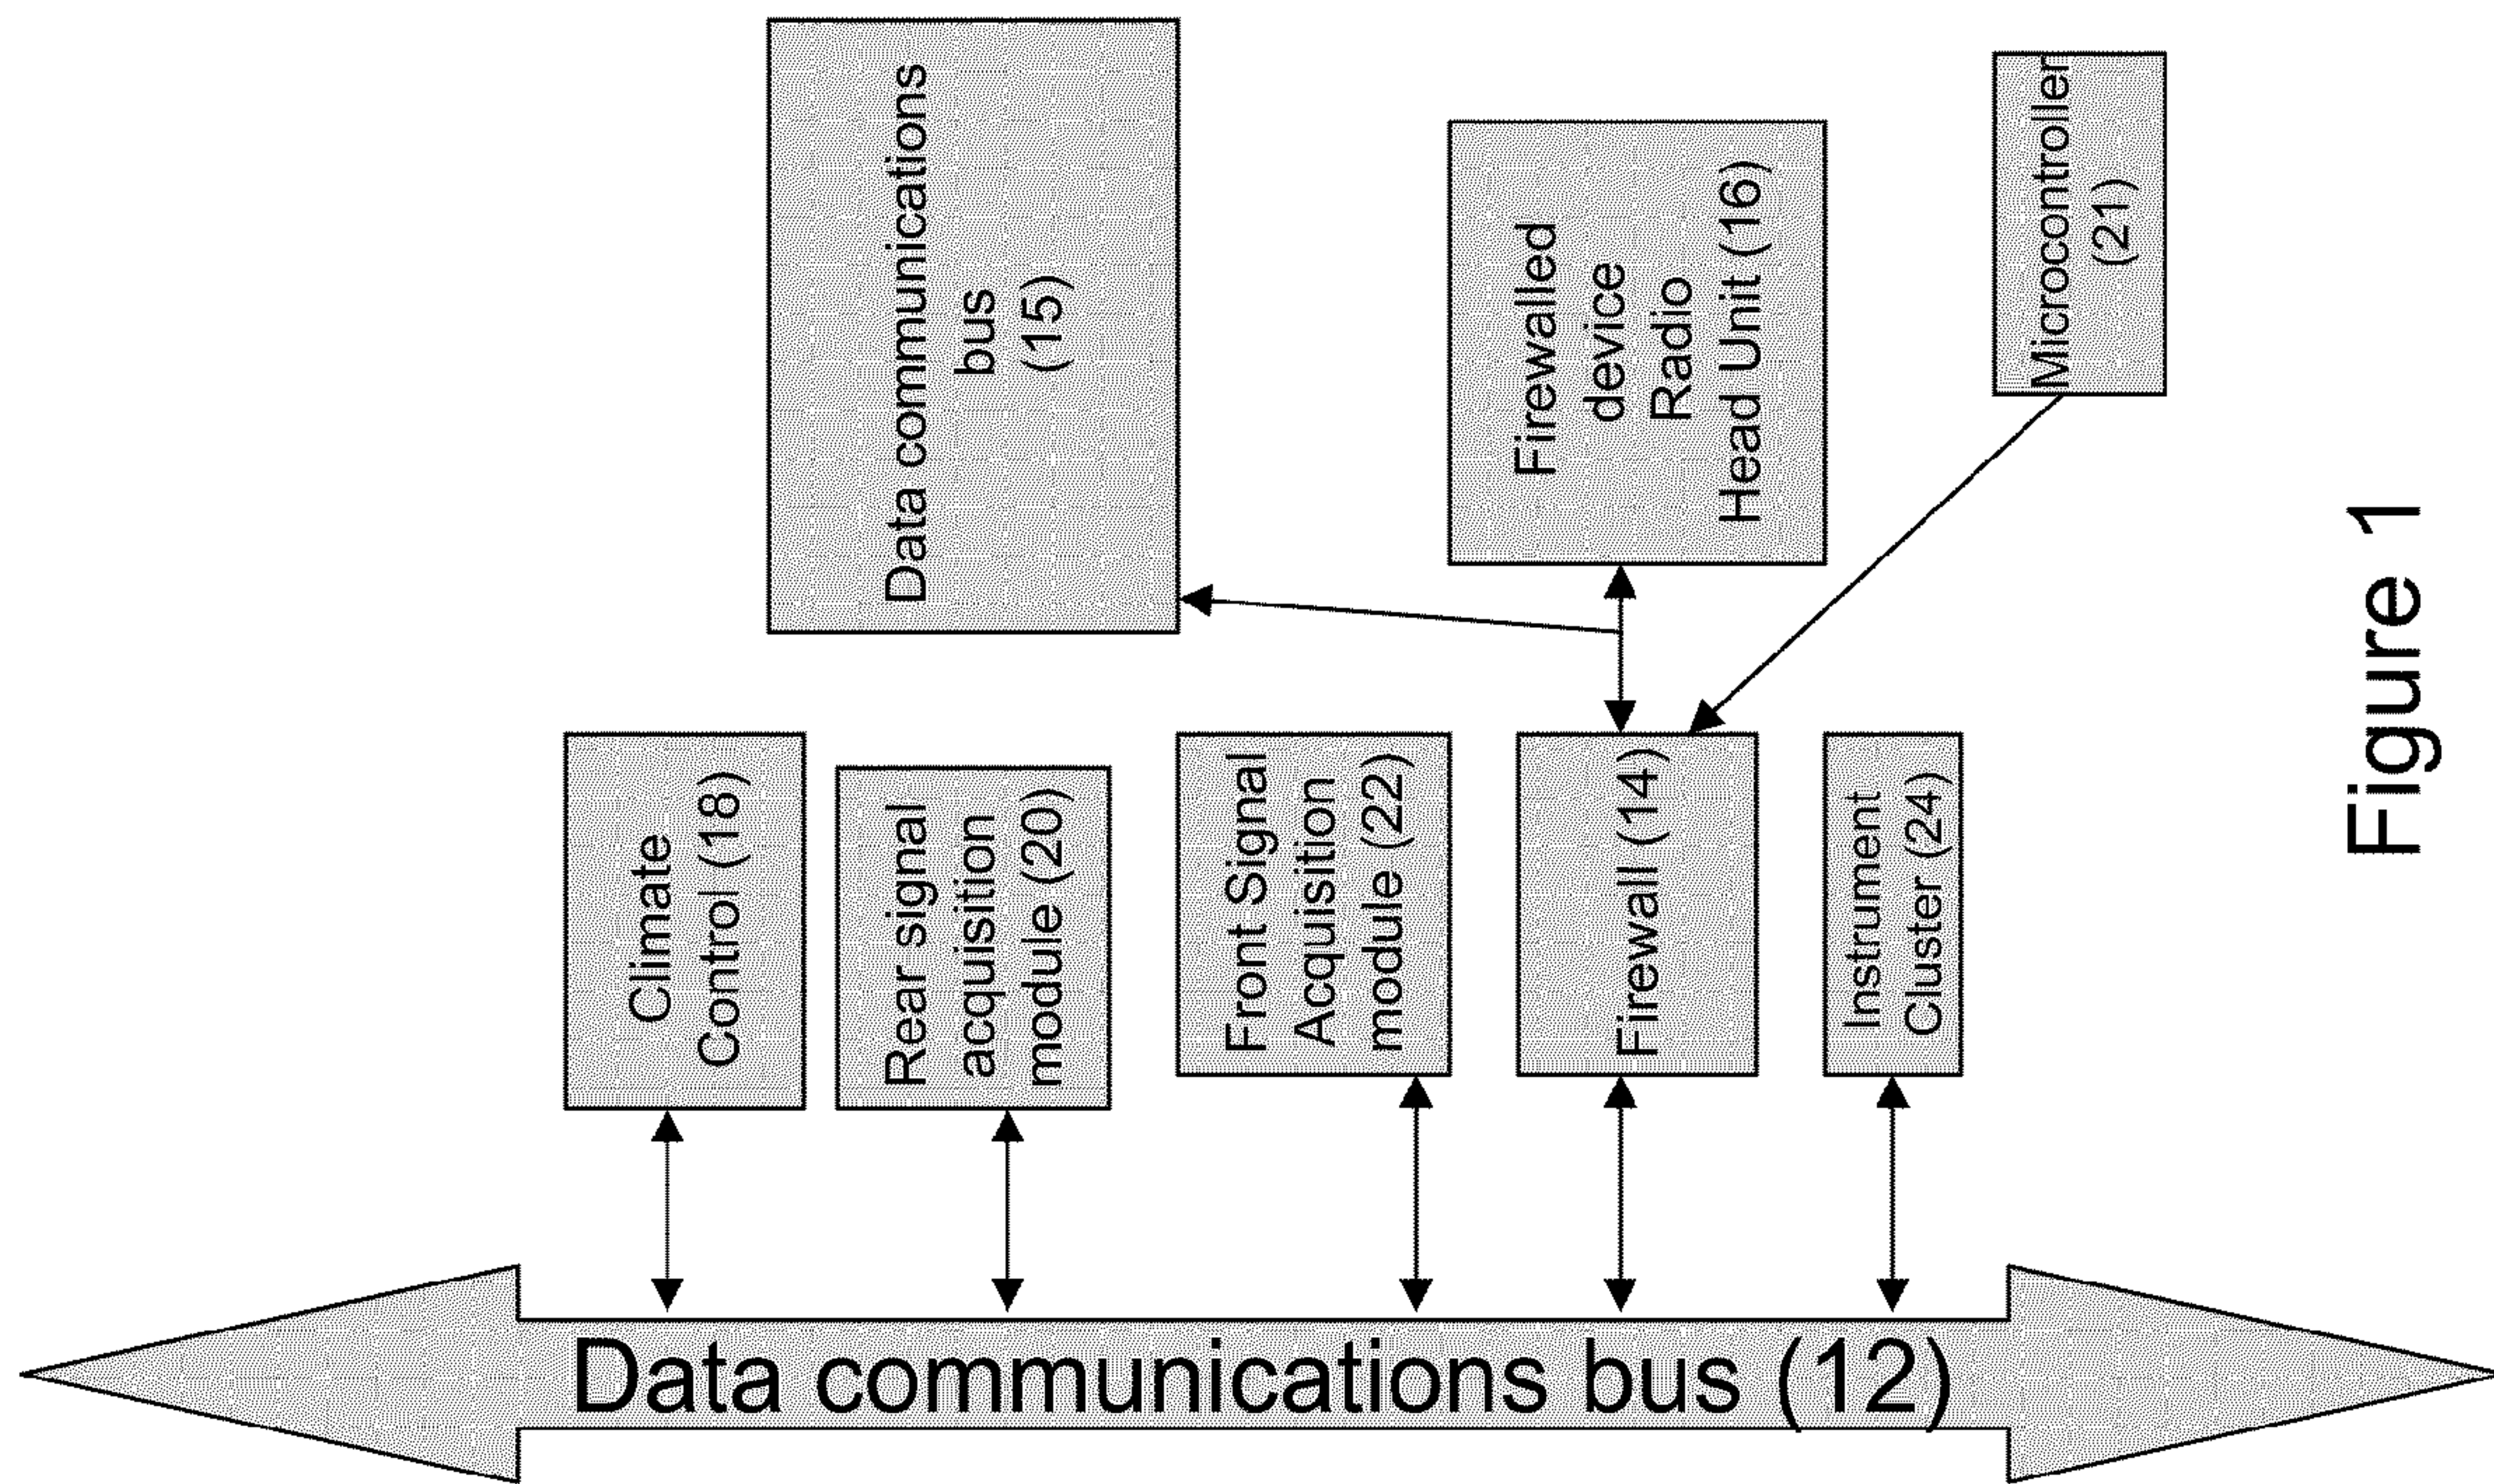 Data communications
bus
(15)
Firewalled
device
Radio
Head Unit (16)
Microcontroller
(21)
Climate
Control (18)
Rear signal
acquisition
module (20)
Front Signal
Acquisition
module (22)
Firewall (14)
Instrument
Cluster (24)
Data communications bus (12)
Figure 1